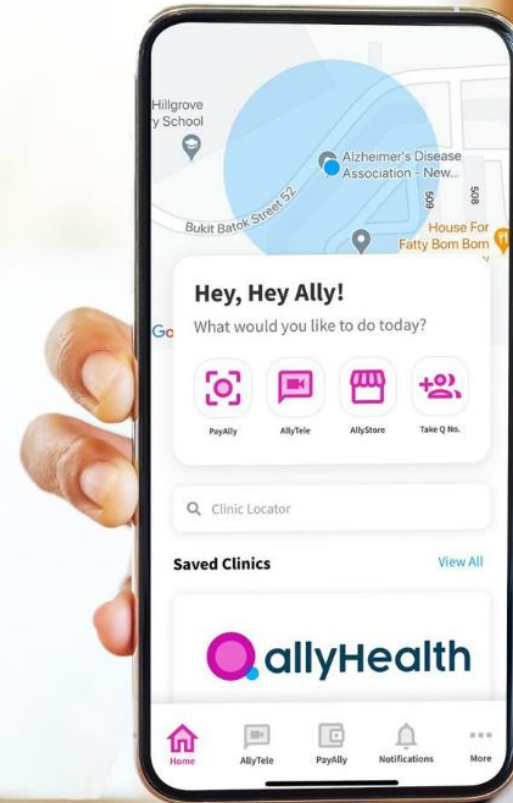 Hillgrove
y School
Alzheimer's Disease
Association - New...
Bukit Batok Street 52
509
508
House For
Fatty Bom Bom
Go
Hey, Hey Ally!
What would you like to do today?
PayAlly
AllyTele
AllyStore
Take Q No.
Clinic Locator
Saved Clinics
View All
allyHealth
Home
AllyTele
PayAlly
Notifications
More